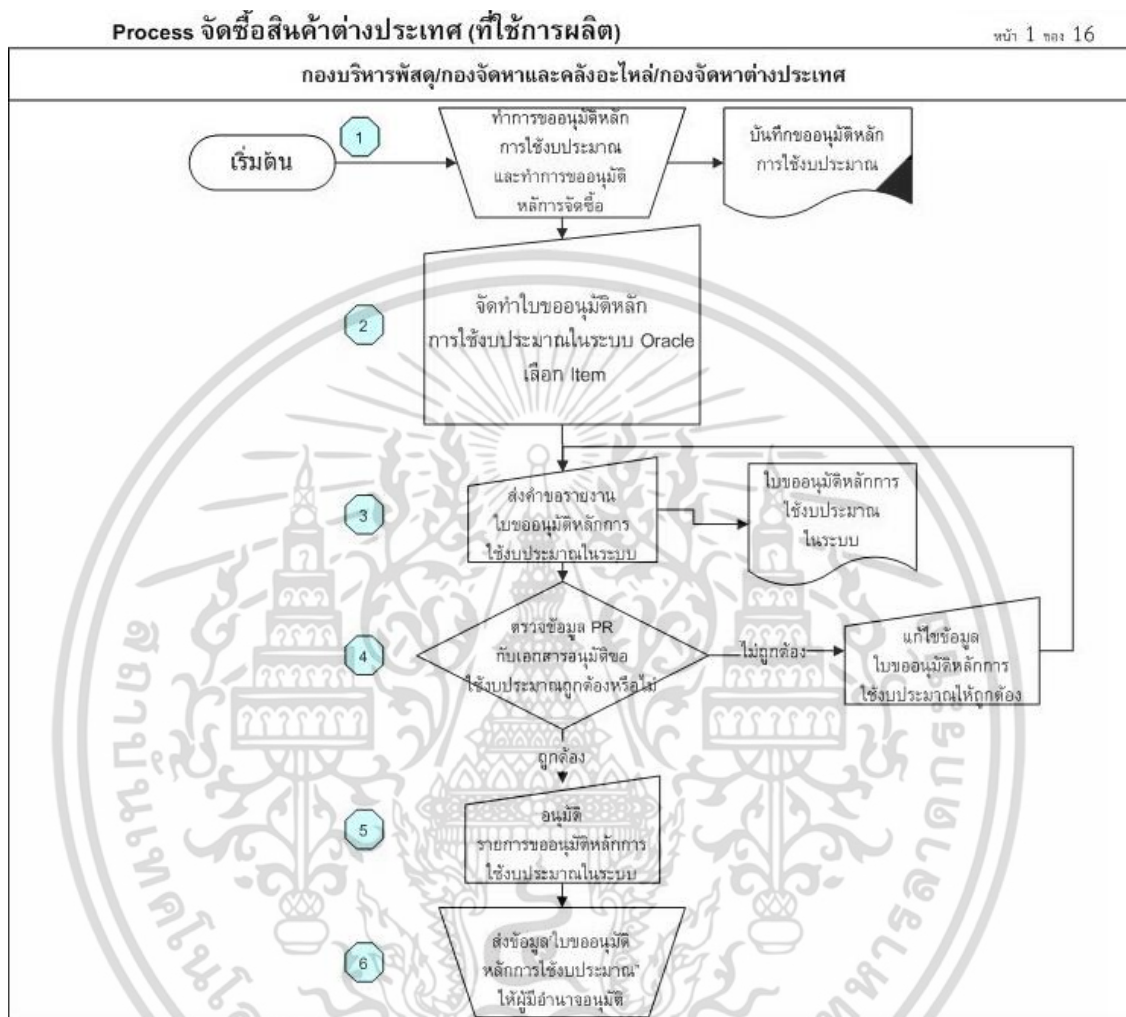 Process จัดซื้อสินค้าต่างประเทศ (ที่ใช้การผลิต)
หน้า 1 ของ 16
กองบริหารพัสดุ/กองจัดหาและคลังอะไหล่/กองจัดหาต่างประเทศ
เริ่มต้น
1
ทำการขออนุมัติหลัก
การใช้งบประมาณ
และทำการขออนุมัติ
หลัการจัดซื้อ
บันทึกขออนุมัติหลัก
การใช้งบประมาณ
2
จัดทำใบขออนุมัติหลัก
การใช้งบประมาณในระบบ Oracle
เลือก Item
3
ส่งคำขอรายงาน
ใบขออนุมัติหลักการ
ใช้งบประมาณในระบบ
ใบขออนุมัติหลักการ
ใช้งบประมาณ
ในระบบ
4
ตรวจข้อมูล PR
กับเอกสารอนุมัติขอ
ใช้งบประมาณถูกต้องหรือไม่
ไม่ถูกต้อง
แก้ไขข้อมูล
ใบขออนุมัติหลักการ
ใช้งบประมาณให้ถูกต้อง
ถูกต้อง
5
อนุมัติ
รายการขออนุมัติหลักการ
ใช้งบประมาณในระบบ
6
ส่งข้อมูล"ใบขออนุมัติ
หลักการใช้งบประมาณ"
ให้ผู้มีอำนาจอนุมัติ